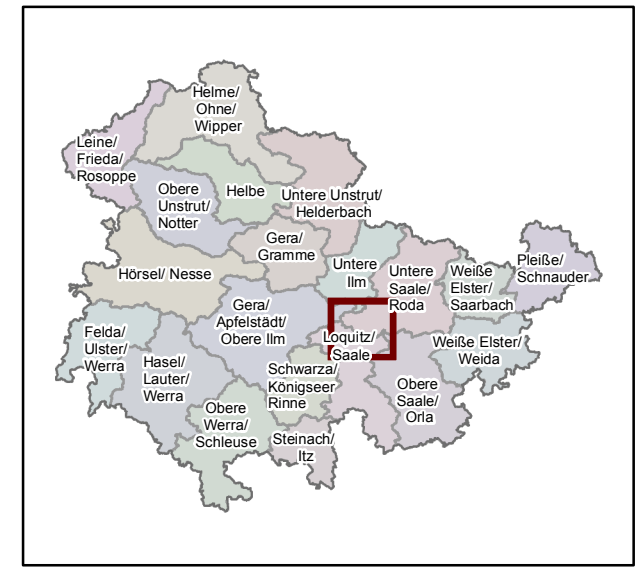 Helme/
Ohne/
Wipper
Leine/
Frieda/
Rosoppe
Obere
Unstrut/
Notter
Helbe
Untere Unstrut/
Helderbach
Gera/
Gramme
Hörsel/ Nesse
Untere
Ilm
Untere
Saale/
Roda
Weiße
Elster/
Saarbach
Pleiße/
Schnauder
Gera/
Apfelstädt/
Obere Ilm
Felda/
Ulster/
Werra
Hasel/
Lauter/
Werra
Loquitz/
Saale
Weiße Elster/
Weida
Schwarza/
Königseer
Rinne
Obere
Saale/
Orla
Obere
Werra/
Schleuse
Steinach/
Itz